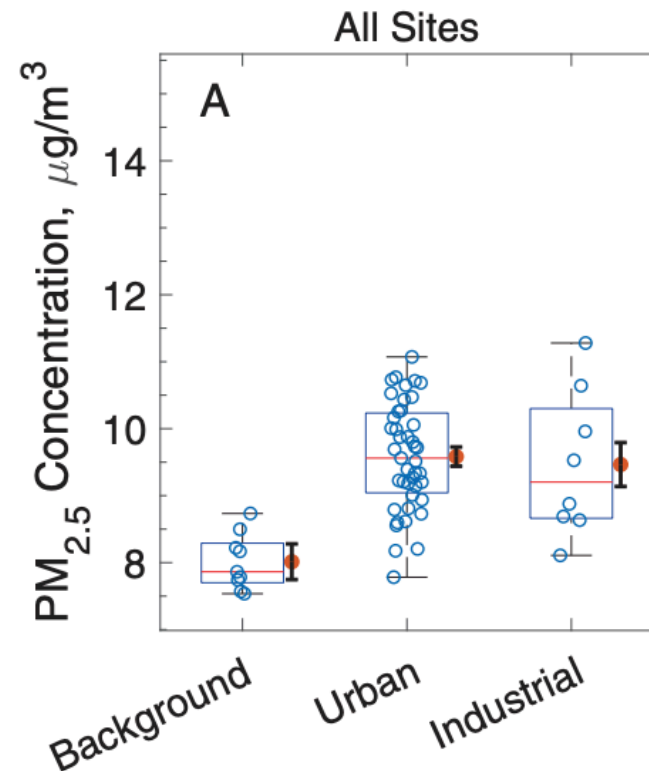 All Sites
A
PM2.5 Concentration, μg/m³
14
12
10
8
Background
Urban
Industrial